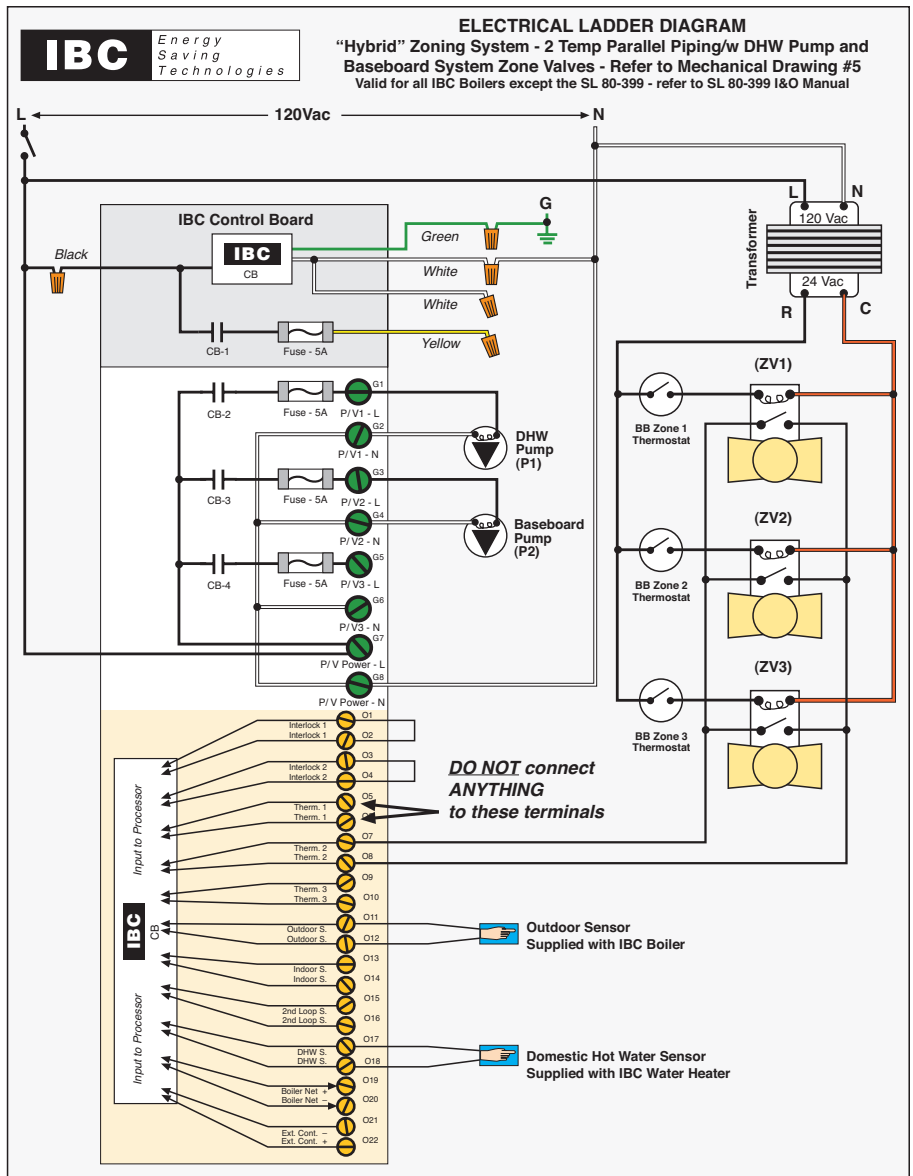 IBC
Energy
Saving
Technologies
ELECTRICAL LADDER DIAGRAM
“Hybrid” Zoning System - 2 Temp Parallel Piping/w DHW Pump and
Baseboard System Zone Valves - Refer to Mechanical Drawing #5
Valid for all IBC Boilers except the SL 80-399 - refer to SL 80-399 I&O Manual
L
120Vac
N
L
N
120 Vac
Transformer
24 Vac
R
C
IBC Control Board
IBC
CB
Black
G
Green
White
White
Yellow
CB-1
Fuse - 5A
CB-2
Fuse - 5A
G1
P/ V1 - L
G2
P/ V1 - N
DHW
Pump
(P1)
CB-3
Fuse - 5A
G3
P/ V2 - L
G4
P/ V2 - N
Baseboard
Pump
(P2)
CB-4
Fuse - 5A
G5
P/ V3 - L
G6
P/ V3 - N
G7
P/ V Power - L
G8
P/ V Power - N
(ZV1)
BB Zone 1
Thermostat
(ZV2)
BB Zone 2
Thermostat
(ZV3)
BB Zone 3
Thermostat
Input to Processor
IBC
CB
Input to Processor
Interlock 1
O1
Interlock 1
O2
Interlock 2
O3
Interlock 2
O4
Therm. 1
O5
Therm. 1
Therm. 2
O7
Therm. 2
O8
Therm. 3
O9
Therm. 3
O10
Outdoor S.
O11
Outdoor S.
O12
Indoor S.
O13
Indoor S.
O14
2nd Loop S.
O15
2nd Loop S.
O16
DHW S.
O17
DHW S.
O18
Boiler Net +
O19
Boiler Net –
O20
Ext. Cont. –
O21
Ext. Cont. +
O22
DO NOT connect
ANYTHING
to these terminals
Outdoor Sensor
Supplied with IBC Boiler
Domestic Hot Water Sensor
Supplied with IBC Water Heater